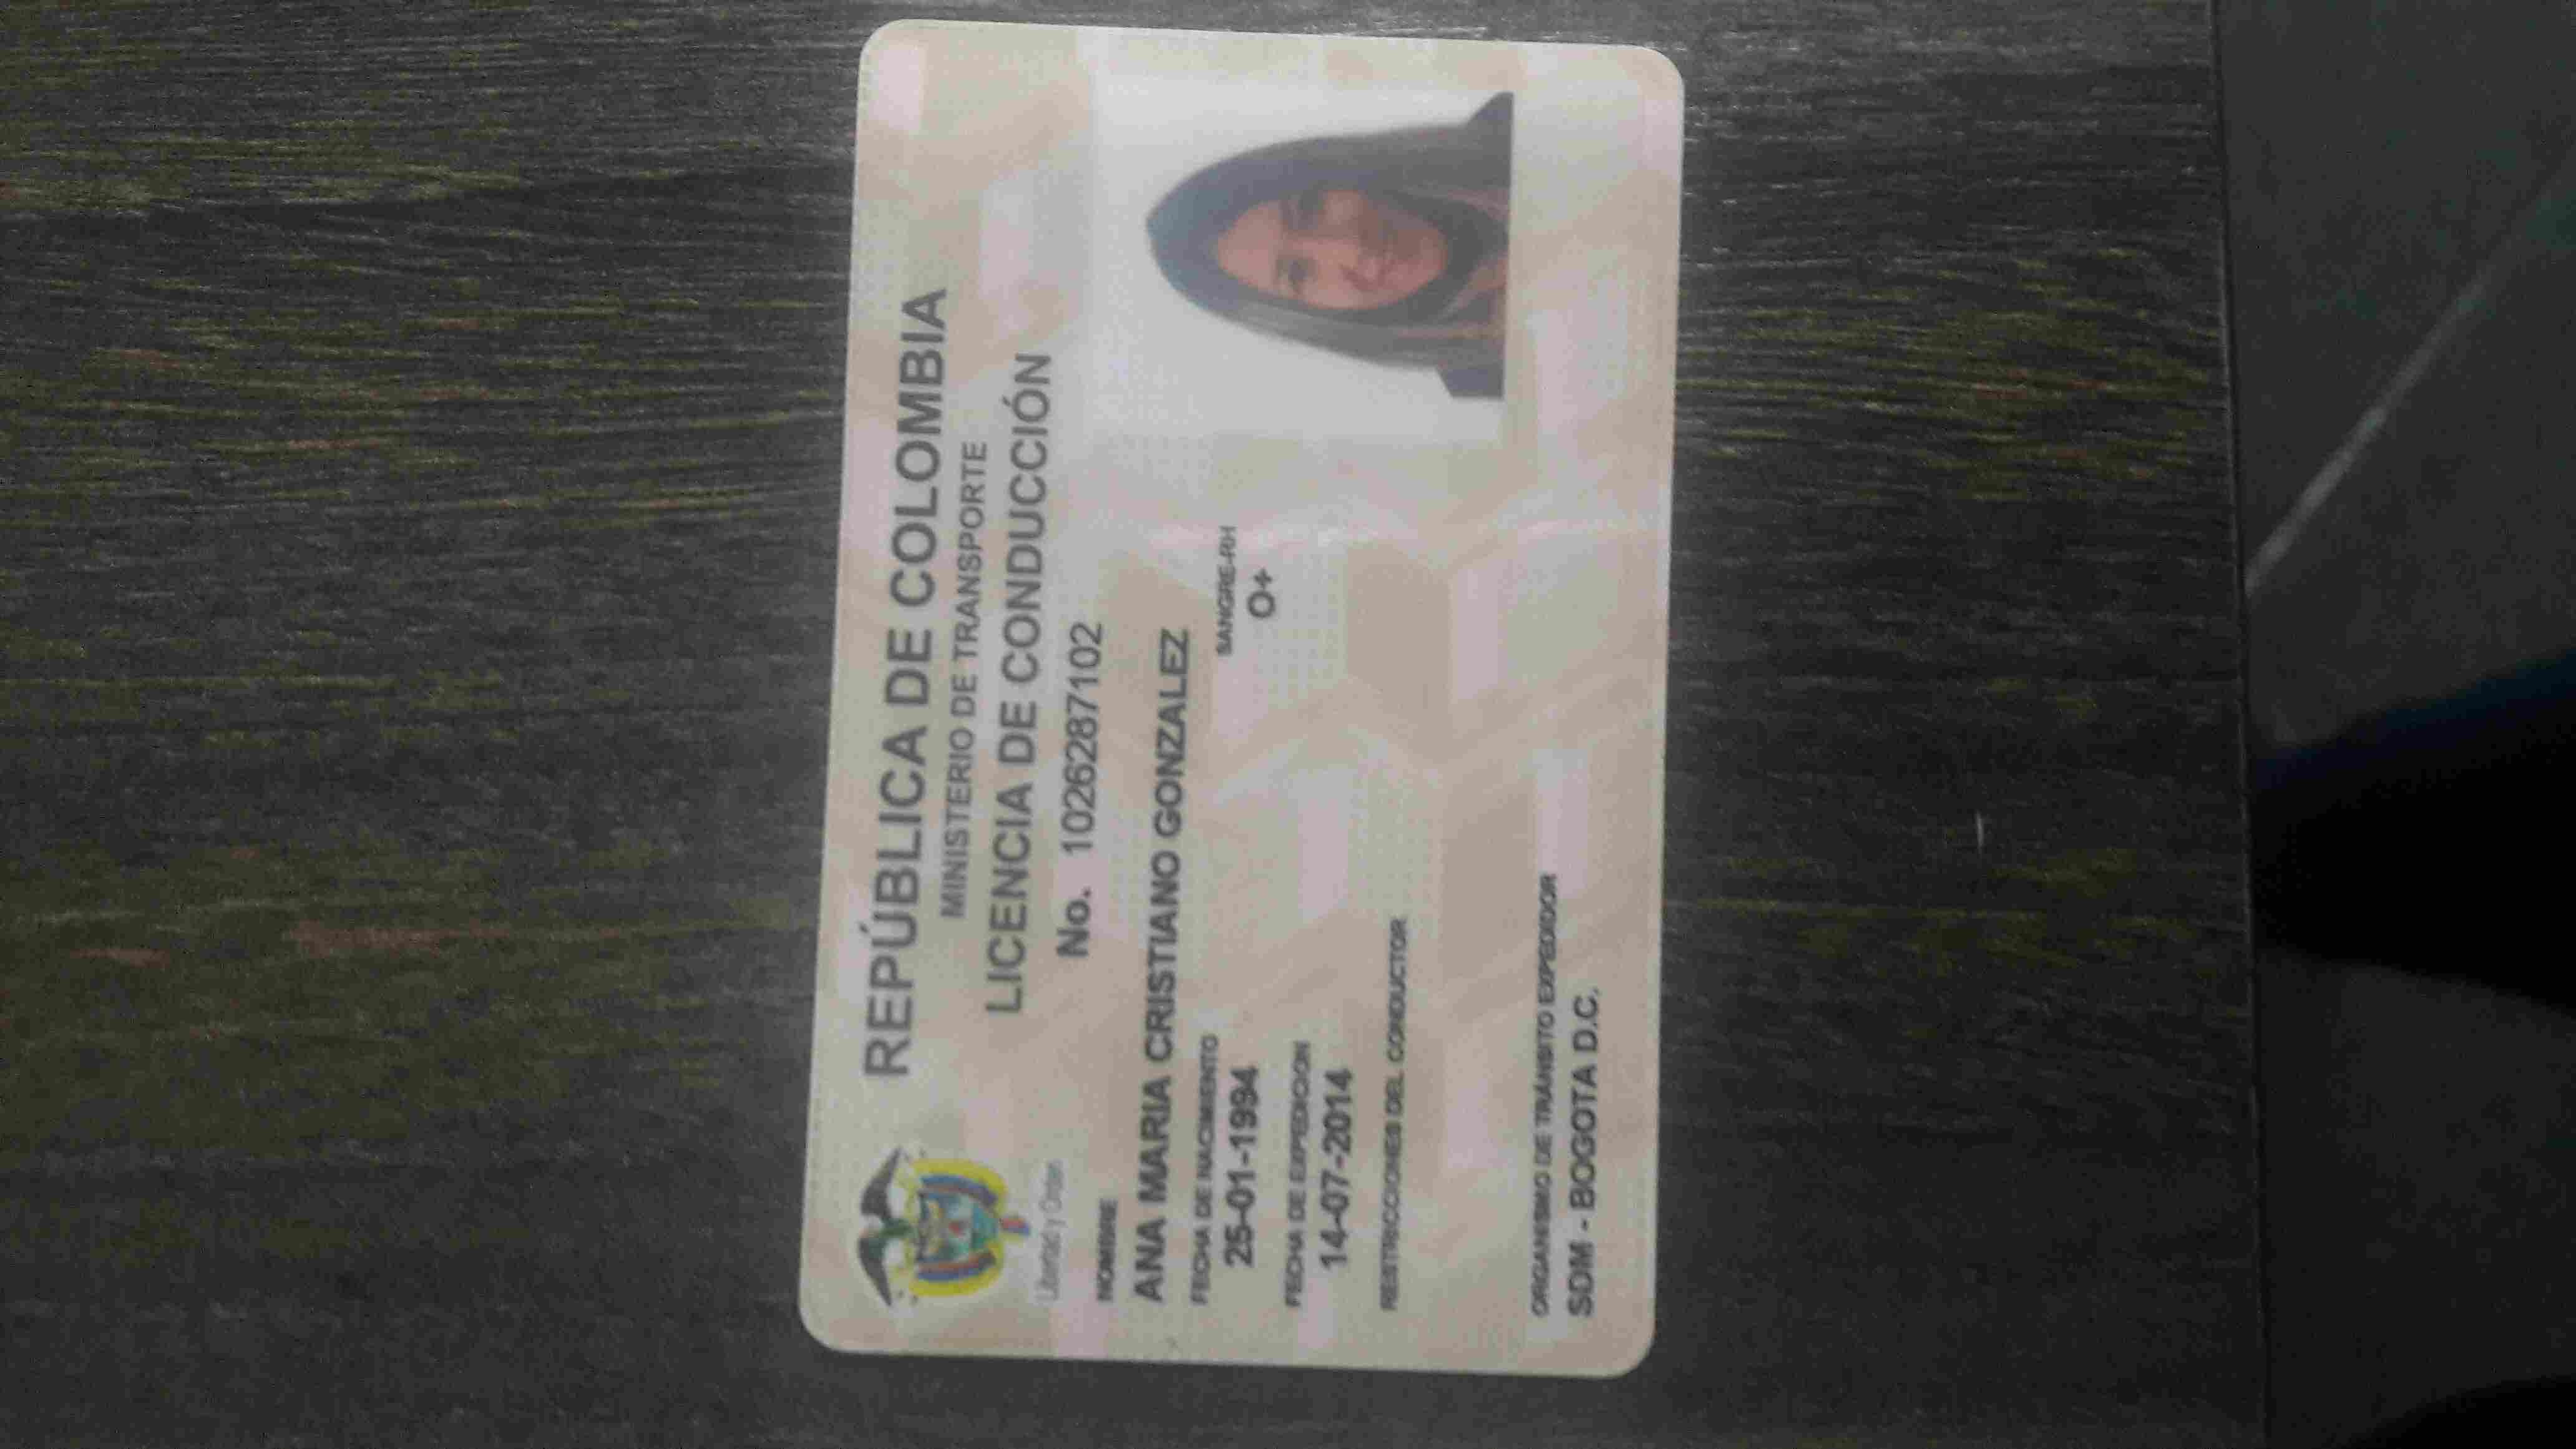 REPÚBLICA DE COLOMBIA
MINISTERIO DE TRANSPORTE
LICENCIA DE CONDUCCIÓN
No. 1026287102
Libertad y Orden
NOMBRE
ANA MARIA CRISTIANO GONZALEZ
FECHA DE NACIMIENTO
25-01-1994
SANGRE-RH
O+
FECHA DE EXPEDICION
14-07-2014
RESTRICCIONES DEL CONDUCTOR
ORGANISMO DE TRÁNSITO EXPEDIDOR
SDM - BOGOTA D.C.